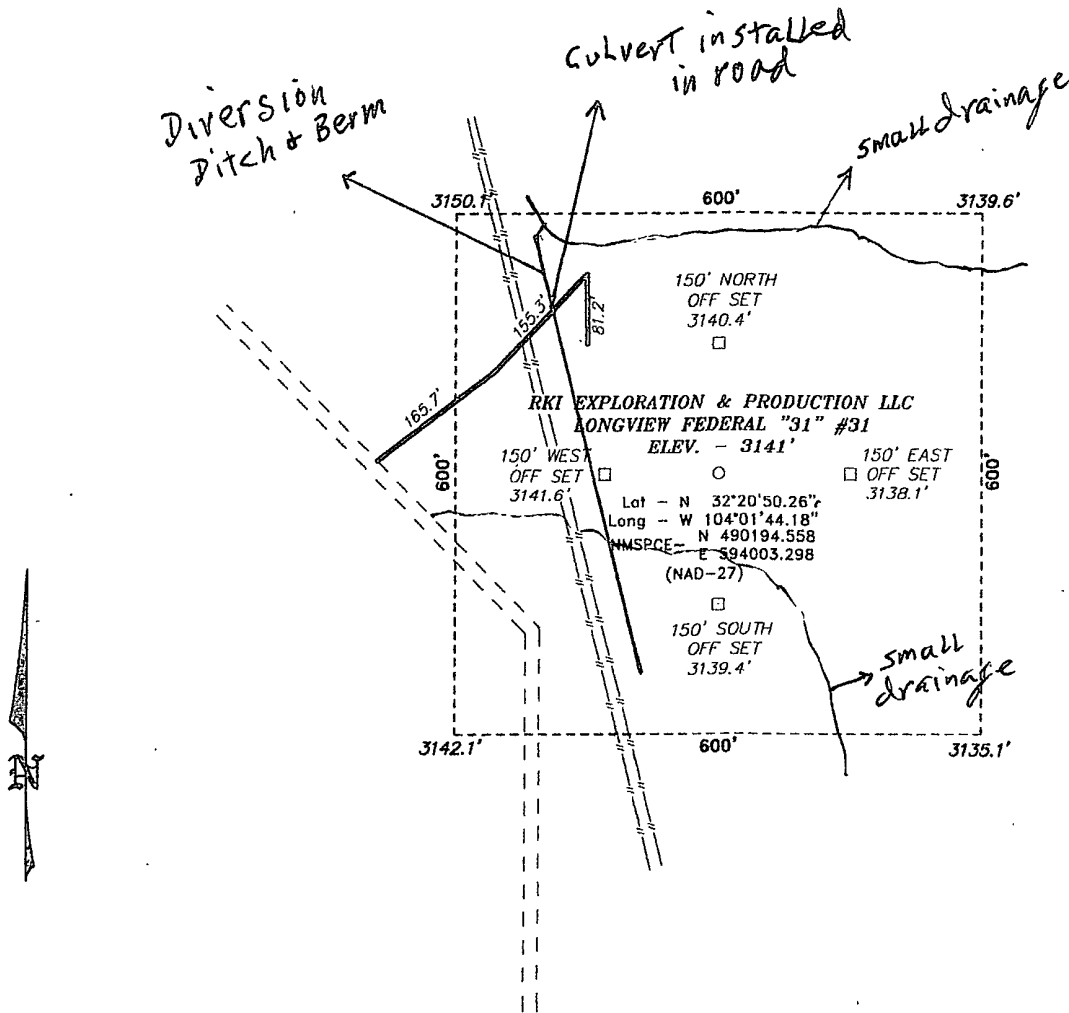 Culvert installed
in road
Diversion
Ditch & Berm
small drainage
3150.1'
600'
3139.6'
150' NORTH
OFF SET
3140.4'
155.3'
81.2'
165.7'
RKI EXPLORATION & PRODUCTION LLC
LONGVIEW FEDERAL "31" #31
ELEV. - 3141'
600'
150' WEST
OFF SET
3141.6'
150' EAST
OFF SET
3138.1'
600'
Lat - N 32°20'50.26"
Long - W 104°01'44.18"
NMSPCE- N 490194.558
E 594003.298
(NAD-27)
150' SOUTH
OFF SET
3139.4'
small
drainage
3142.1'
600'
3135.1'
N